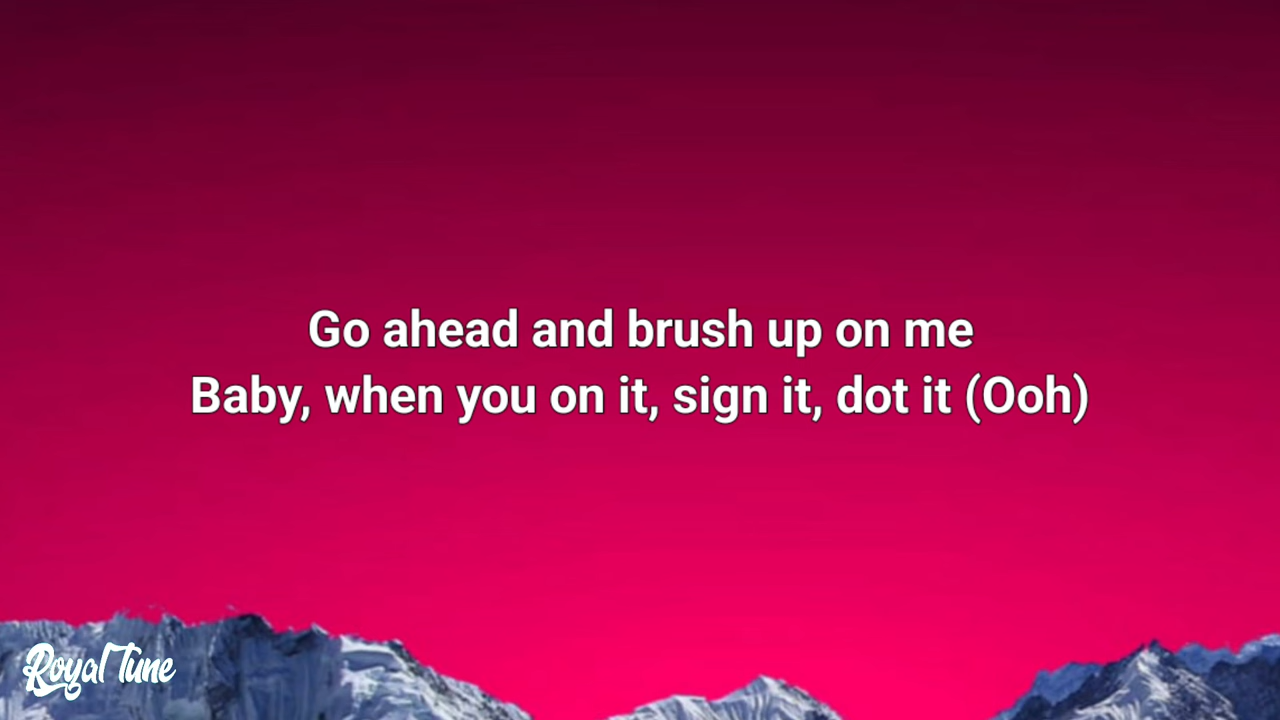 Go ahead and brush up on me
Baby, when you on it, sign it, dot it (Ooh)
Royal Tune